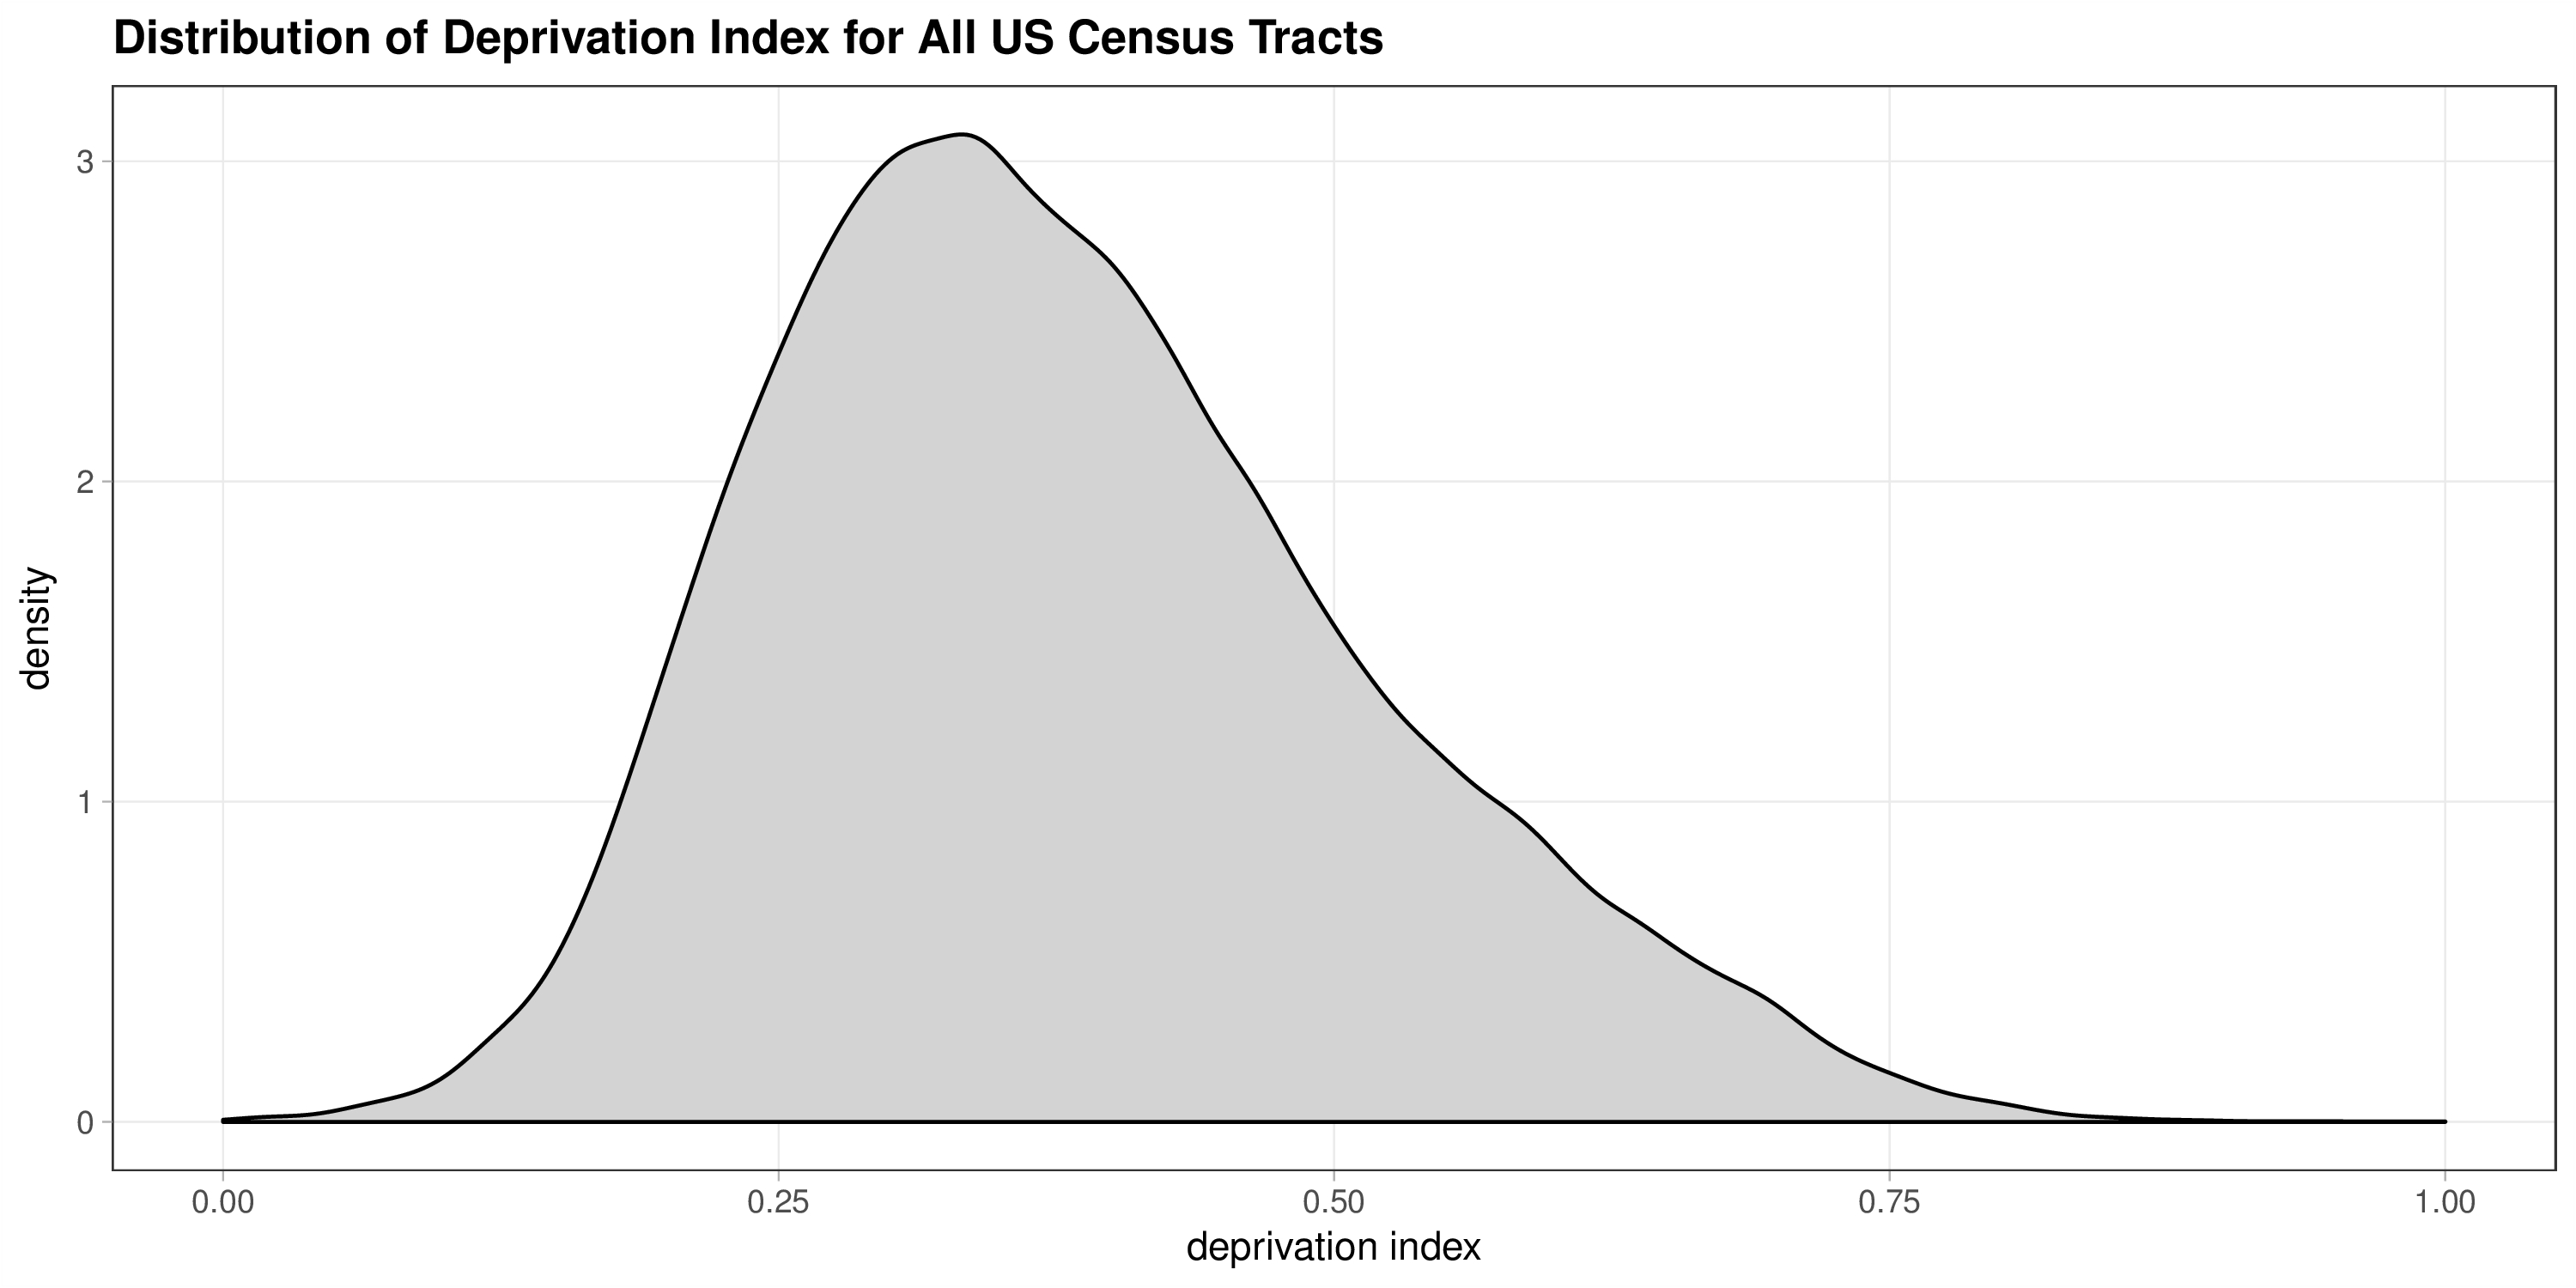 Distribution of Deprivation Index for All US Census Tracts
3
2
1
0
density
0.00 0.25 0.50 0.75 1.00
deprivation index